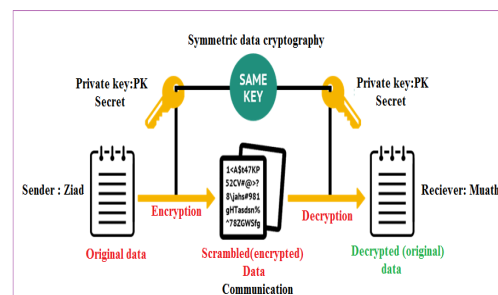 Symmetric data cryptography
Private key:PK
Secret
SAME
KEY
Private key:PK
Secret
Sender : Ziad
Encryption
1<A$t47KP
52CV#@>?
8\jahs#981
gHTasdsn%
^78ZGWSfg
Decryption
Reciever: Muath
Original data
Scrambled(encrypted)
Data
Decrypted (original)
data
Communication